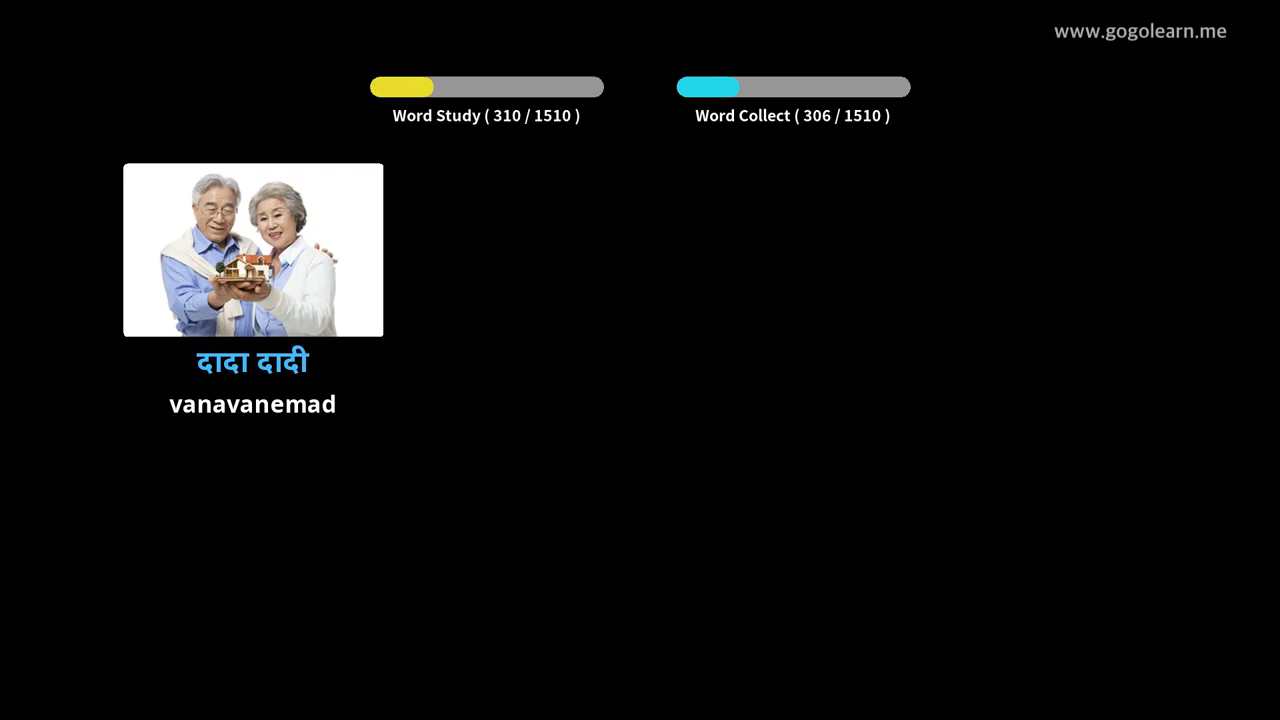 www.gogolearn.me
Word Study ( 310 / 1510 )
Word Collect ( 306 / 1510 )
दादा दादी
vanavanemad